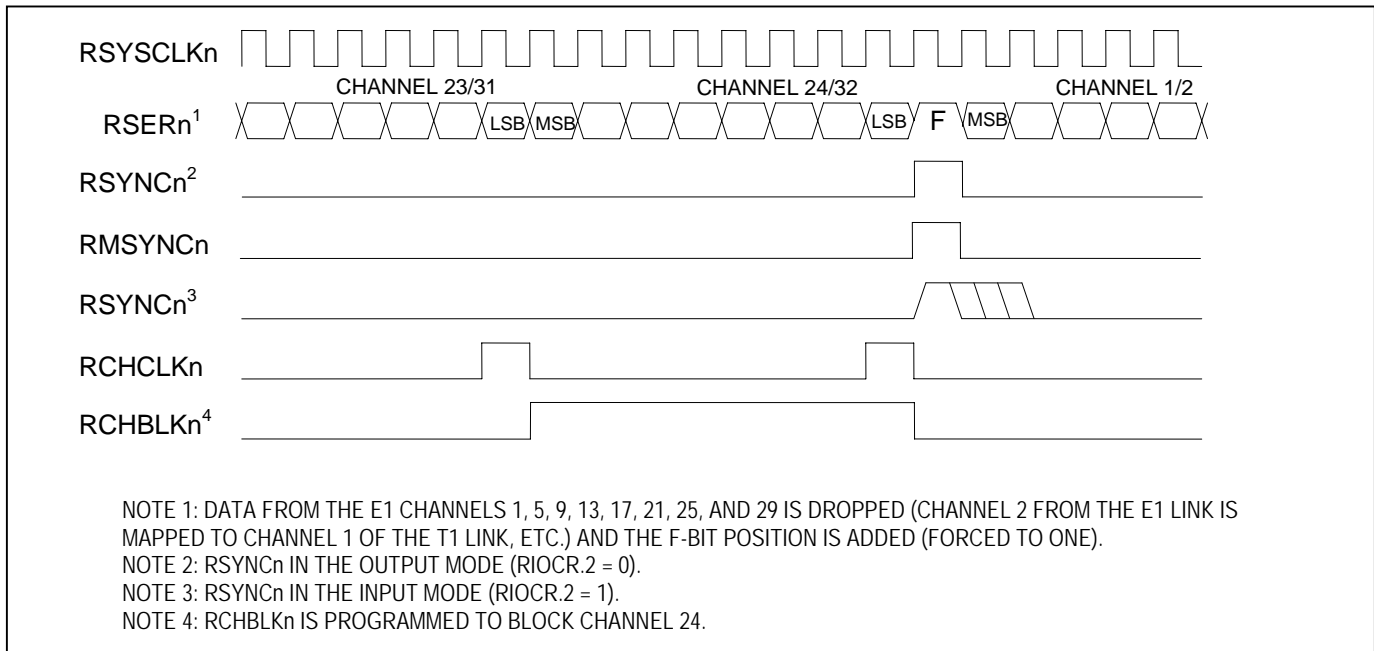 RSYSCLKn
CHANNEL 23/31 CHANNEL 24/32 CHANNEL 1/2
RSERn1 LSB MSB LSB F MSB
RSYNCn2
RMSYNCn
RSYNCn3
RCHCLKn
RCHBLKn4
NOTE 1: DATA FROM THE E1 CHANNELS 1, 5, 9, 13, 17, 21, 25, AND 29 IS DROPPED (CHANNEL 2 FROM THE E1 LINK IS
MAPPED TO CHANNEL 1 OF THE T1 LINK, ETC.) AND THE F-BIT POSITION IS ADDED (FORCED TO ONE).
NOTE 2: RSYNCn IN THE OUTPUT MODE (RIOCR.2 = 0).
NOTE 3: RSYNCn IN THE INPUT MODE (RIOCR.2 = 1).
NOTE 4: RCHBLKn IS PROGRAMMED TO BLOCK CHANNEL 24.